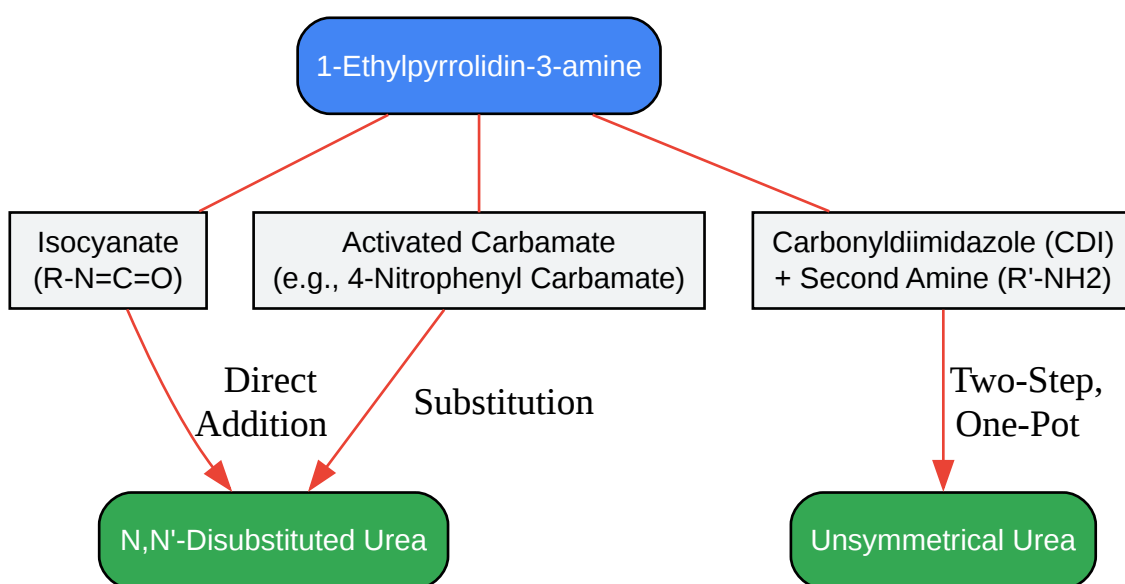 1-Ethylpyrrolidin-3-amine
Isocyanate
(R-N=C=O)
Activated Carbamate
(e.g., 4-Nitrophenyl Carbamate)
Carbonyldiimidazole (CDI)
+ Second Amine (R'-NH2)
Direct
Addition
Substitution
Two-Step,
One-Pot
N,N'-Disubstituted Urea
Unsymmetrical Urea